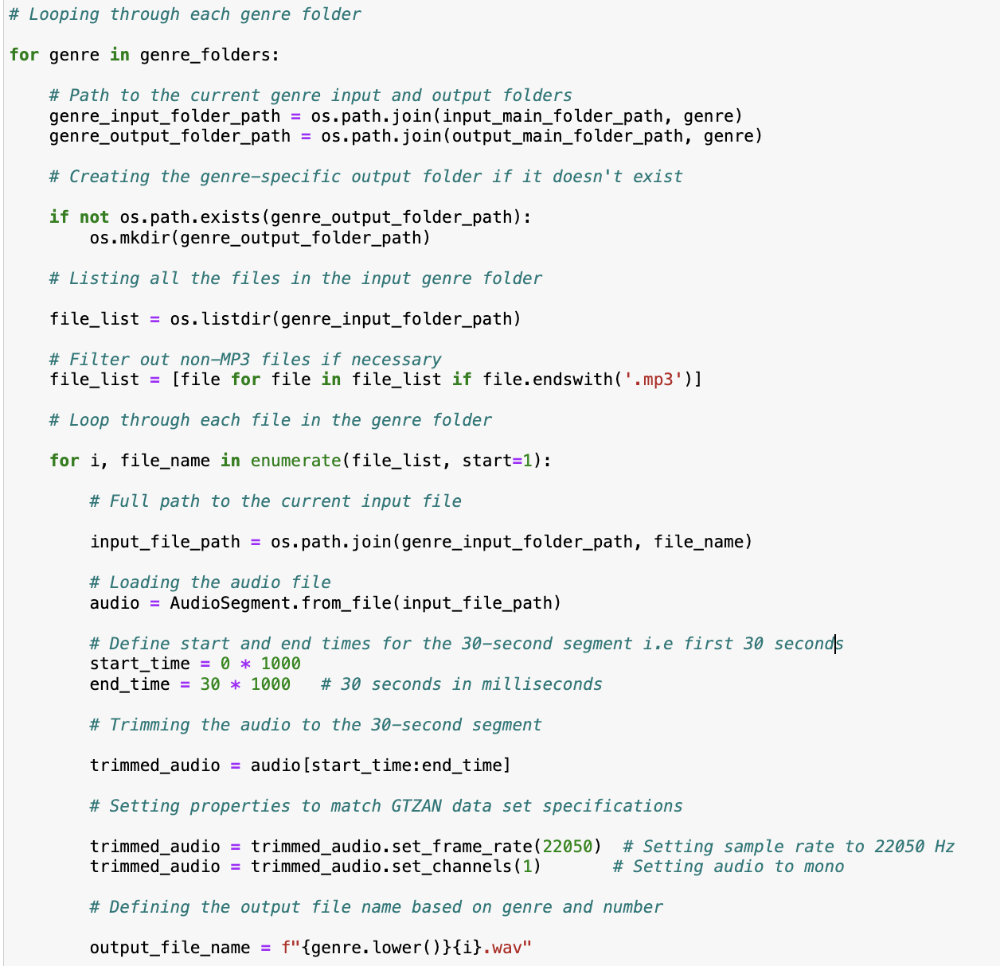 # Looping through each genre folder
for genre in genre_folders:
# Path to the current genre input and output folders
genre_input_folder_path = os.path.join(input_main_folder_path, genre)
genre_output_folder_path = os.path.join(output_main_folder_path, genre)
# Creating the genre-specific output folder if it doesn't exist
if not os.path.exists(genre_output_folder_path):
os.mkdir(genre_output_folder_path)
# Listing all the files in the input genre folder
file_list = os.listdir(genre_input_folder_path)
# Filter out non-MP3 files if necessary
file_list = [file for file in file_list if file.endswith('.mp3')]
# Loop through each file in the genre folder
for i, file_name in enumerate(file_list, start=1):
# Full path to the current input file
input_file_path = os.path.join(genre_input_folder_path, file_name)
# Loading the audio file
audio = AudioSegment.from_file(input_file_path)
# Define start and end times for the 30-second segment i.e first 30 seconds
start_time = 0 * 1000
end_time = 30 * 1000   # 30 seconds in milliseconds
# Trimming the audio to the 30-second segment
trimmed_audio = audio[start_time:end_time]
# Setting properties to match GTZAN data set specifications
trimmed_audio = trimmed_audio.set_frame_rate(22050)  # Setting sample rate to 22050 Hz
trimmed_audio = trimmed_audio.set_channels(1)       # Setting audio to mono
# Defining the output file name based on genre and number
output_file_name = f"{genre.lower()}{i}.wav"